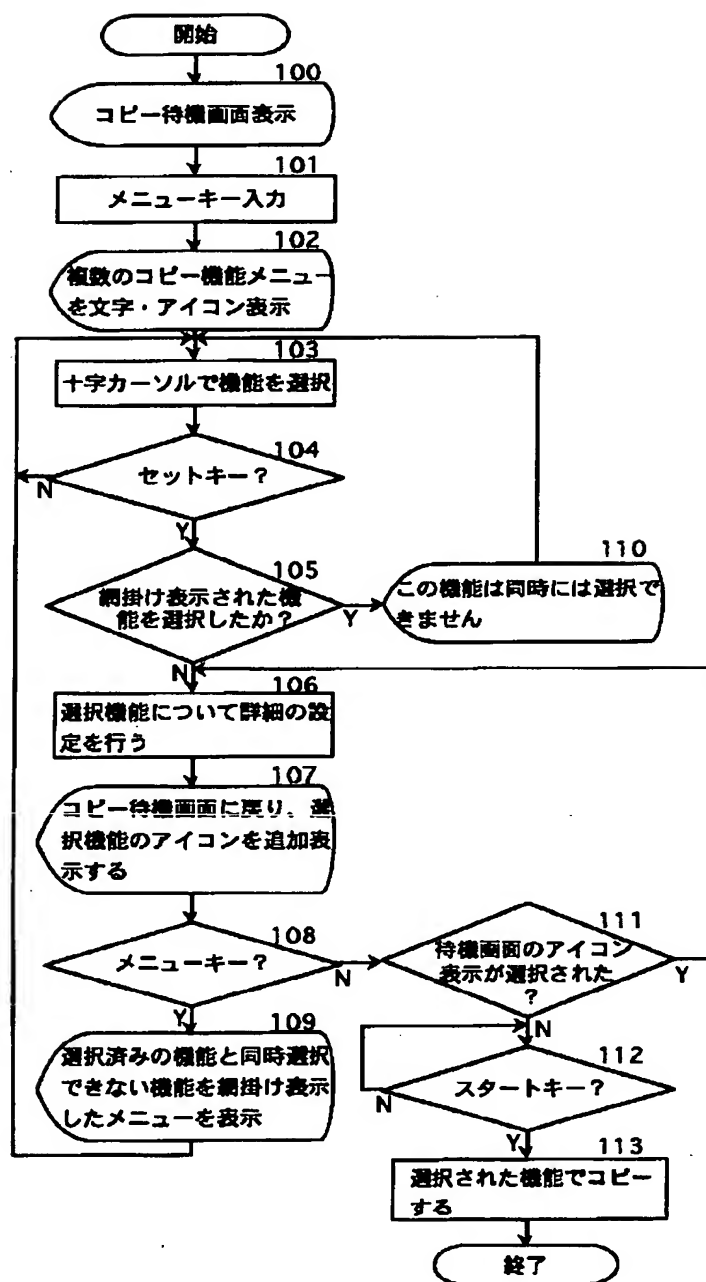 開始
100
コピー待機画面表示
101
メニューキー入力
102
複数のコピー機能メニュー
を文字・アイコン表示
103
十字カーソルで機能を選択
104
セットキー?
N
Y
105
網掛け表示された機
能を選択したか?
Y
N
110
この機能は同時には選択で
きません
106
選択機能について詳細の設
定を行う
107
コピー待機画面に戻り、選
択機能のアイコンを追加表
示する
108
メニューキー?
N
Y
109
選択済みの機能と同時選択
できない機能を網掛け表示
したメニューを表示
111
待機画面のアイコン
表示が選択された
?
Y
N
112
スタートキー?
N
Y
113
選択された機能でコピー
する
終了